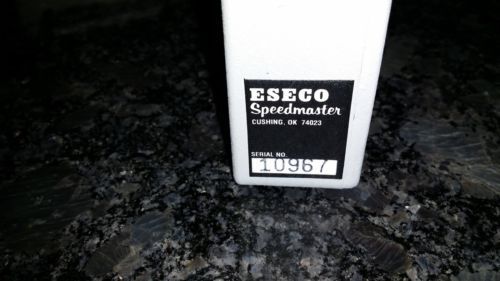 ESECO
Speedmaster
CUSHING, OK 74023
SERIAL NO.
10967